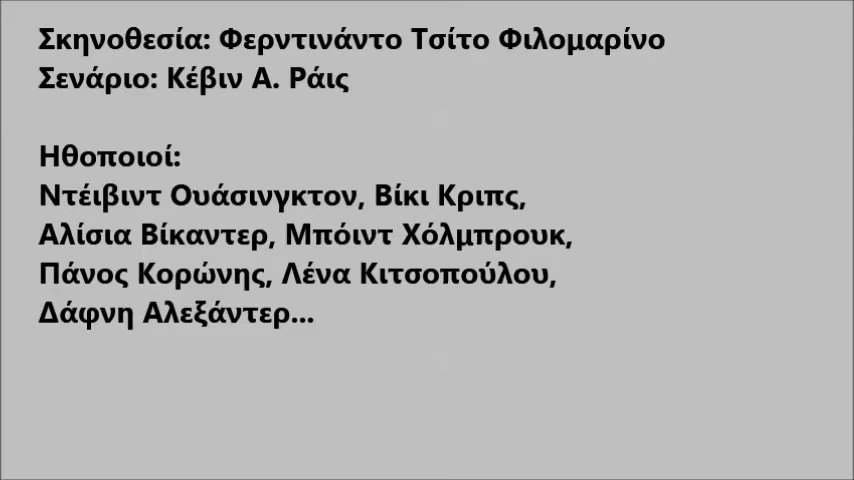 Σκηνοθεσία: Φερντινάντο Τσίτο Φιλομαρίνο
Σενάριο: Κέβιν Α. Ράις
Ηθοποιοί:
Ντέιβιντ Ουάσινγκτον, Βίκι Κριπς,
Αλίσια Βίκαντερ, Μπόιντ Χόλμπρουκ,
Πάνος Κορώνης, Λένα Κιτσοπούλου,
Δάφνη Αλεξάντερ...